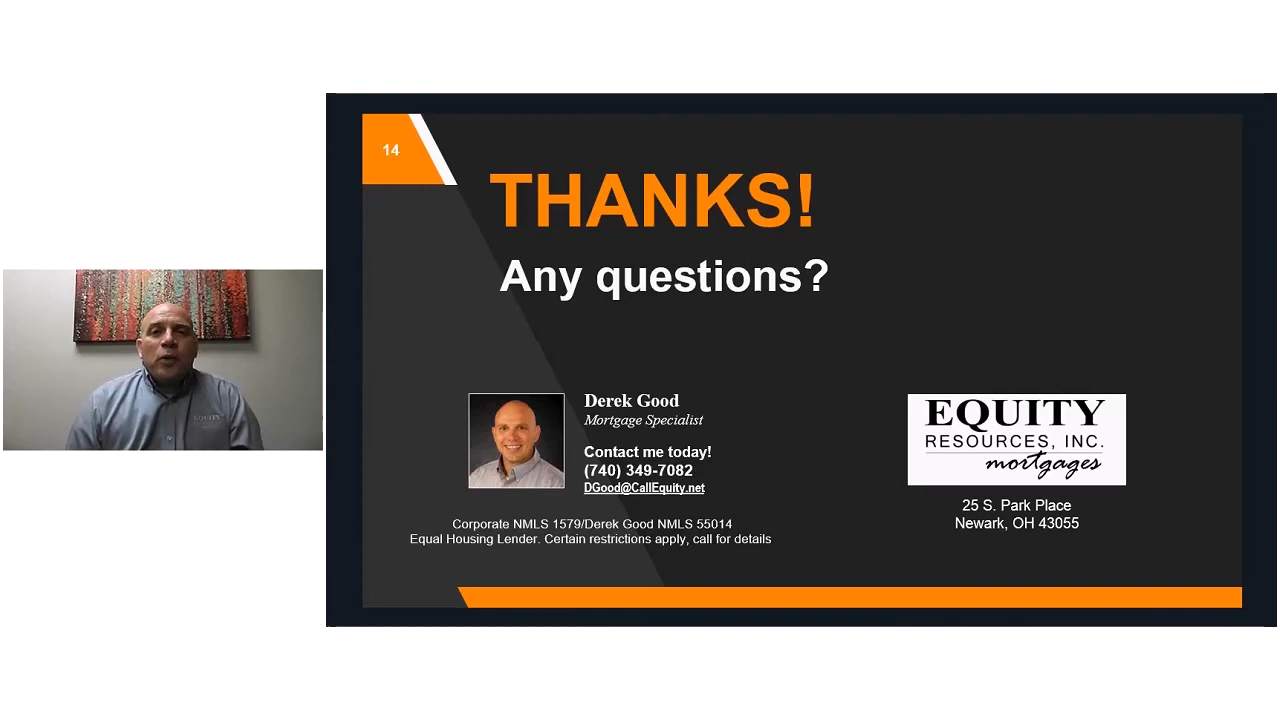 14
THANKS!
Any questions?
Derek Good
Mortgage Specialist
Contact me today!
(740) 349-7082
DGood@CallEquity.net
Corporate NMLS 1579/Derek Good NMLS 55014
Equal Housing Lender. Certain restrictions apply, call for details
EQUITY
RESOURCES, INC.
mortgages
25 S. Park Place
Newark, OH 43055
EQUITY